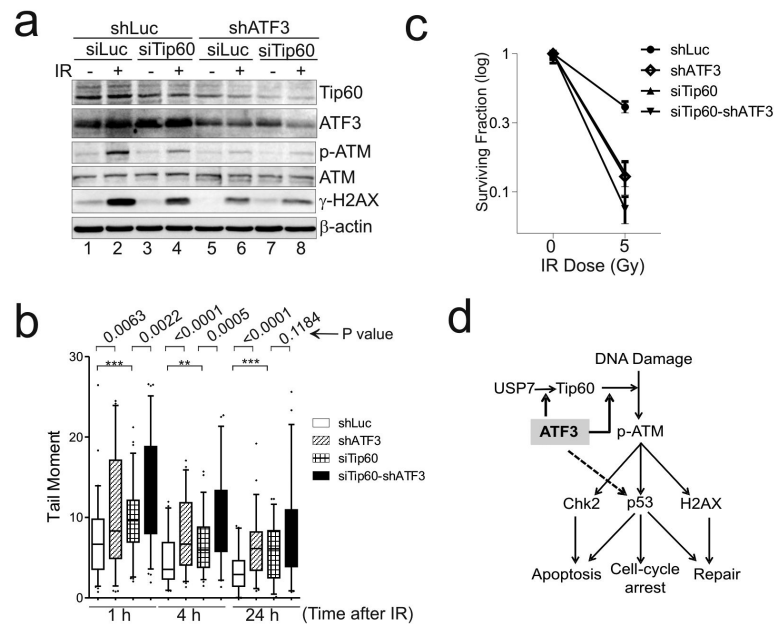 a
shLuc shATF3
siLuc siTip60 siLuc siTip60
IR - + - + - + - +
Tip60
ATF3
p-ATM
ATM
γ-H2AX
β-actin
1 2 3 4 5 6 7 8
c
Surviving Fraction (log)
1
0.3
0.1
0 5
IR Dose (Gy)
shLuc
shATF3
siTip60
siTip60-shATF3
b
0.0063 0.0022 <0.0001 0.0005 <0.0001 0.1184 P value
*** ** ***
Tail Moment
30
20
10
0
shLuc
shATF3
siTip60
siTip60-shATF3
1 h 4 h 24 h (Time after IR)
d
DNA Damage
USP7 Tip60
ATF3 p-ATM
Chk2 p53 H2AX
Apoptosis Cell-cycle Repair
arrest